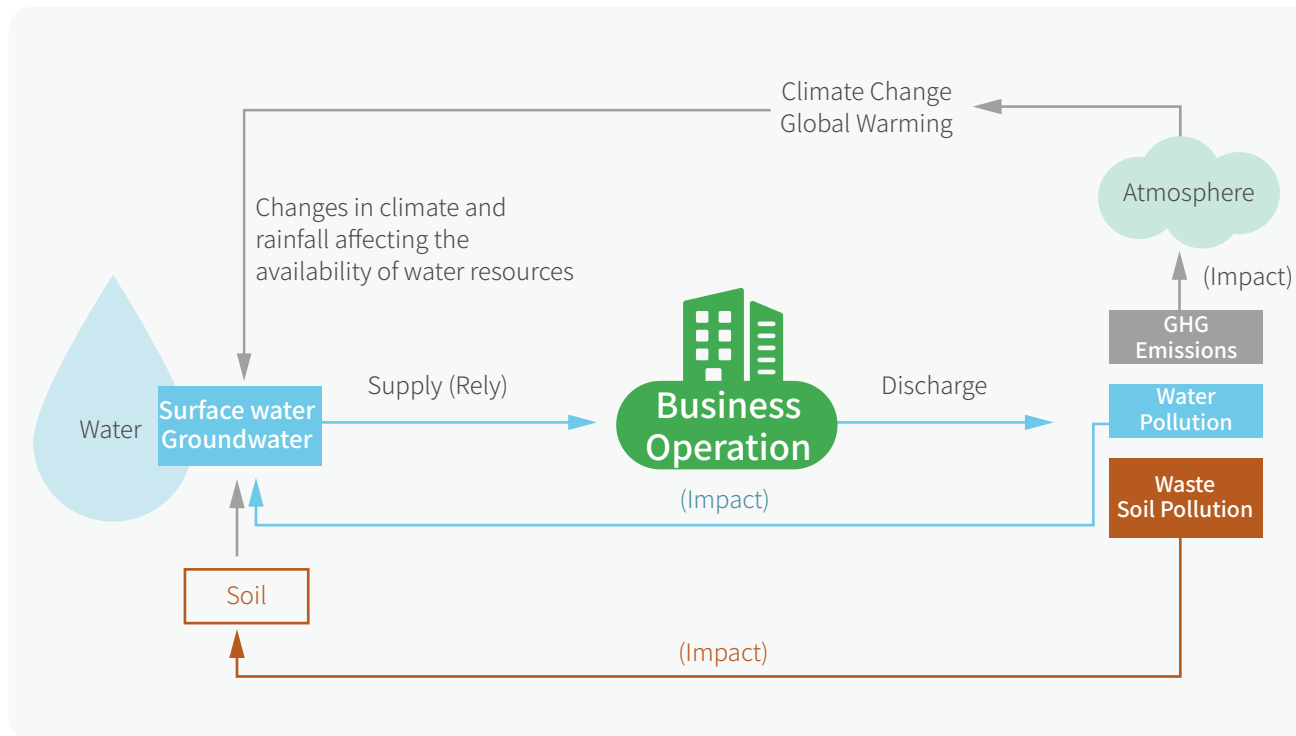 Climate Change
Global Warming
Atmosphere
Changes in climate and
rainfall affecting the
availability of water resources
(Impact)
GHG
Emissions
Water
Surface water
Groundwater
Supply (Rely)
Business
Operation
Discharge
Water
Pollution
(Impact)
Waste
Soil Pollution
Soil
(Impact)